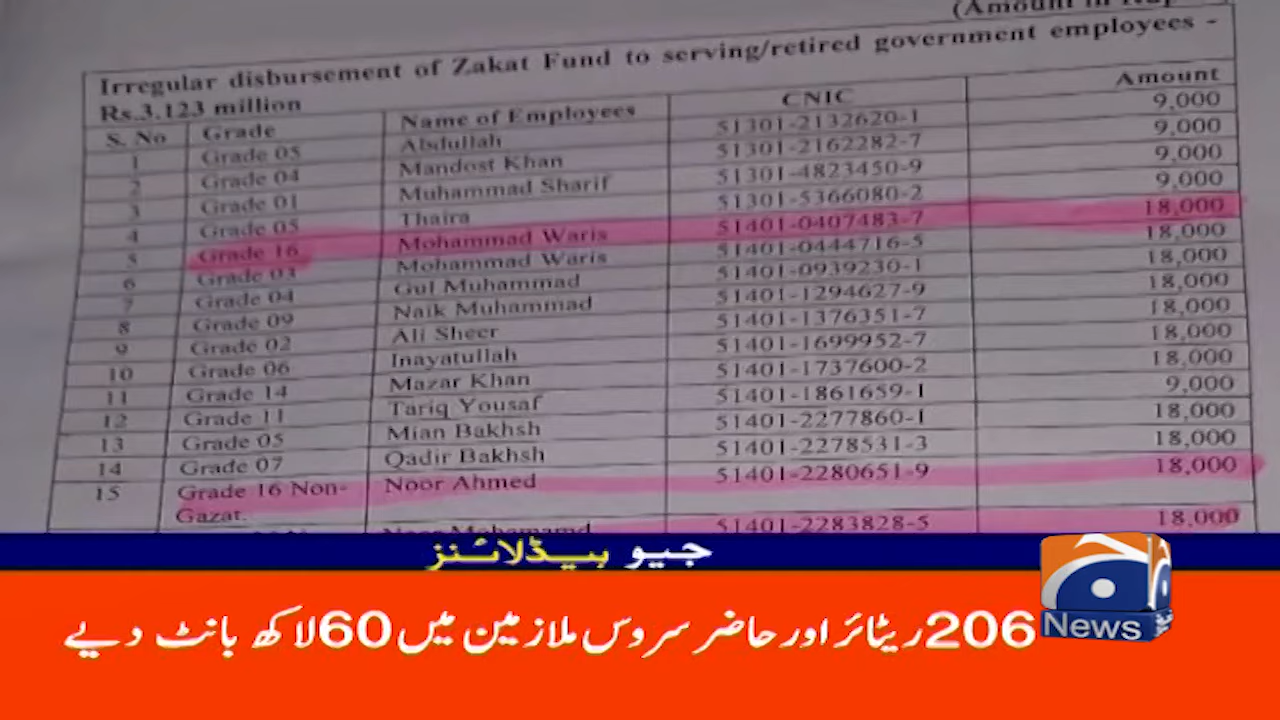 Irregular disbursement of Zakat Fund to serving/retired government employees -
Rs.3.123 million
S. No Grade Name of Employees CNIC Amount
1 Grade 05 Absdullah 51301-2132620-1 9,000
2 Grade 04 Mandost Khan 51301-2162282-7 9,000
3 Grade 01 Muhammad Sharif 51301-4823450-9 9,000
4 Grade 05 Thaira 51301-5366080-2 9,000
5 Grade 16 Mohammad Waris 51401-0407483-7 18,000
6 Grade 03 Mohammad Waris 51401-0444716-5 18,000
7 Grade 04 Gul Muhammad 51401-0939230-1 18,000
8 Grade 09 Naik Muhammad 51401-1294627-9 18,000
9 Grade 02 Ali Sheer 51401-1376351-7 18,000
10 Grade 06 Inayatullah 51401-1699952-7 18,000
11 Grade 14 Mazar Khan 51401-1737600-2 18,000
12 Grade 11 Tariq Yousaf 51401-1861659-1 9,000
13 Grade 05 Mian Bakhsh 51401-2277860-1 18,000
14 Grade 07 Qadir Bakhsh 51401-2278531-3 18,000
15 Grade 16 Non- Noor Ahmed 51401-2280651-9 18,000
Gazat.
Noor Mohamamd 51401-2283828-5 18,000
جیو ہیڈلائنز
206 ریٹائر اور حاضر سروس ملازمین میں 60 لاکھ بانٹ دیے
News